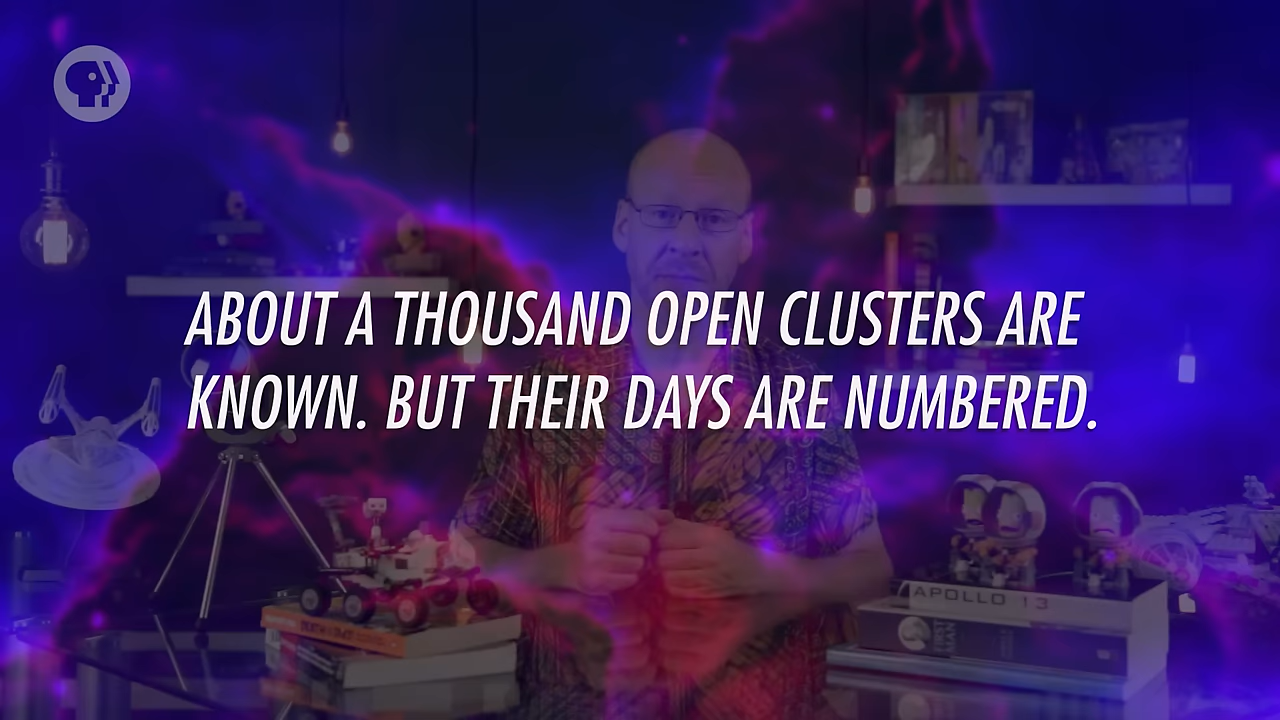 ABOUT A THOUSAND OPEN CLUSTERS ARE
KNOWN. BUT THEIR DAYS ARE NUMBERED.
APOLLO 13